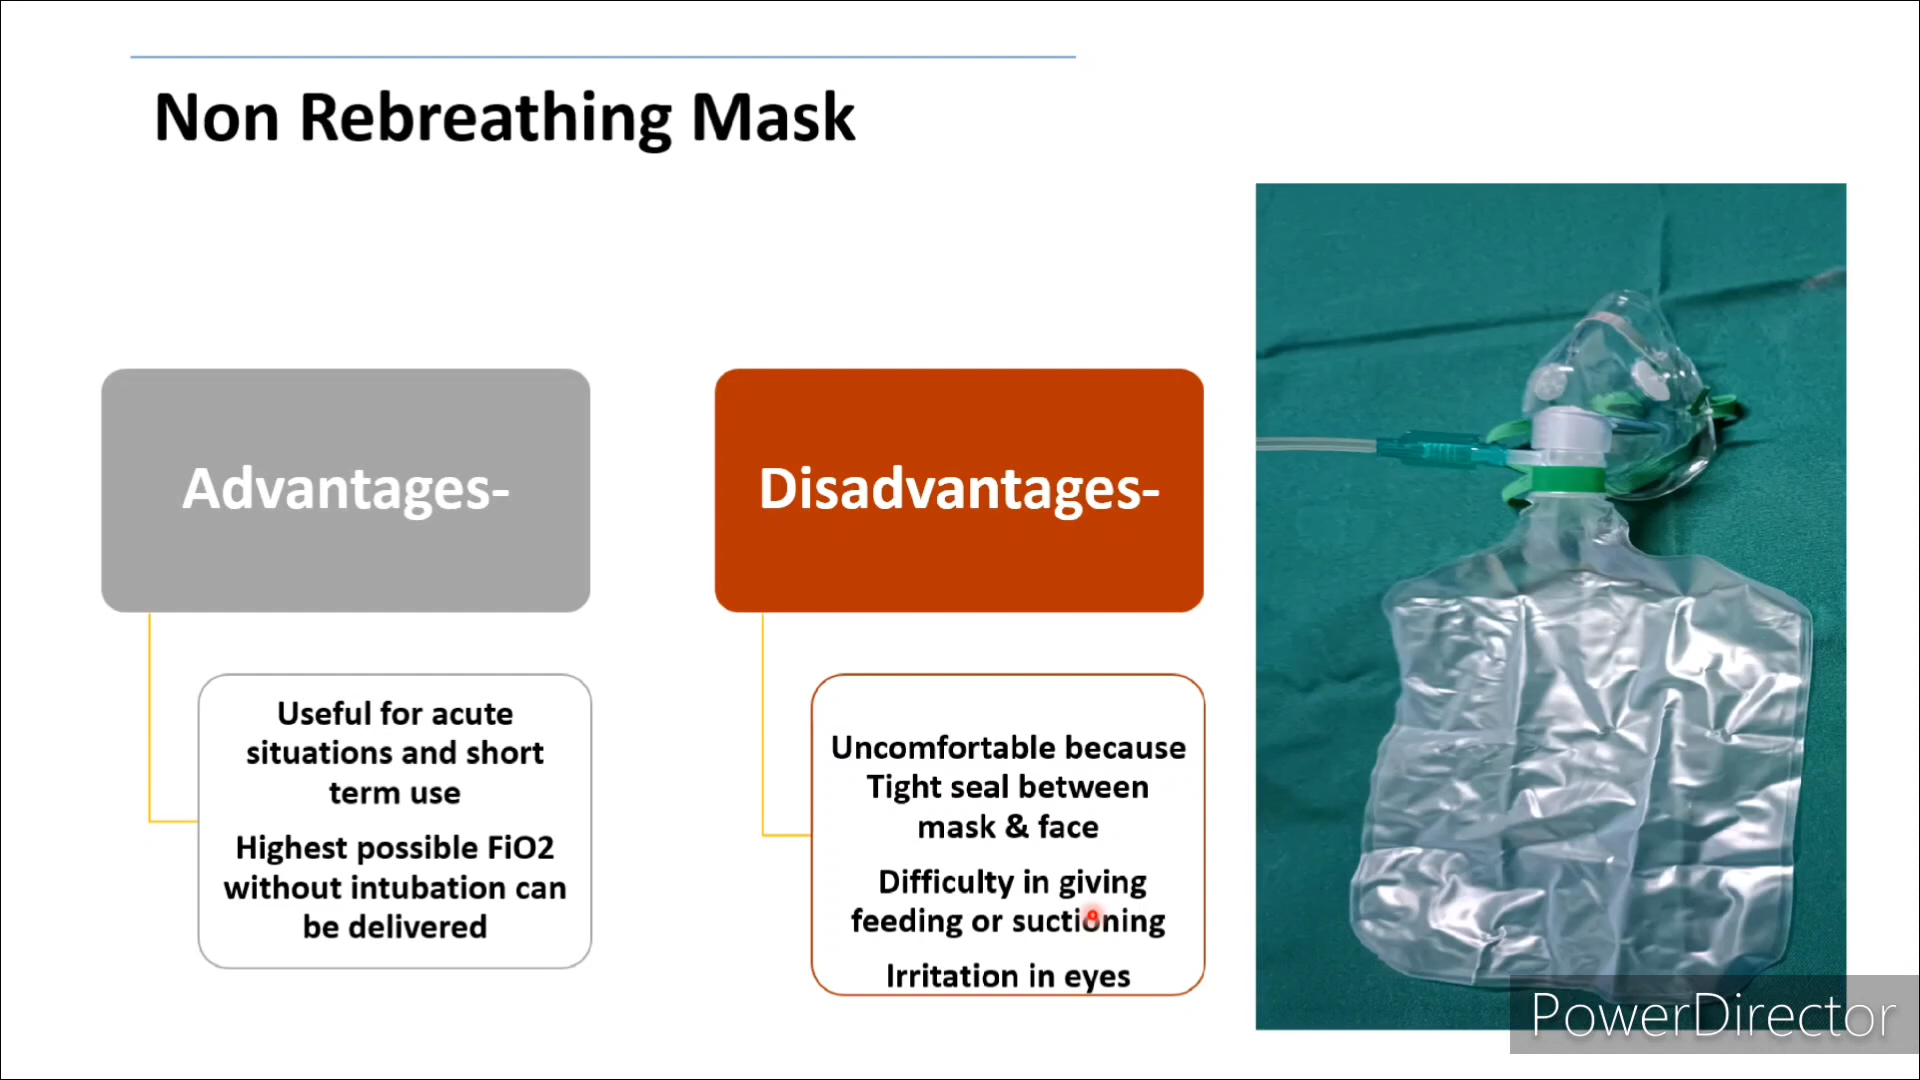 Non Rebreathing Mask
Advantages-
Useful for acute
situations and short
term use
Highest possible FiO2
without intubation can
be delivered
Disadvantages-
Uncomfortable because
Tight seal between
mask & face
Difficulty in giving
feeding or suctioning
Irritation in eyes
PowerDirector